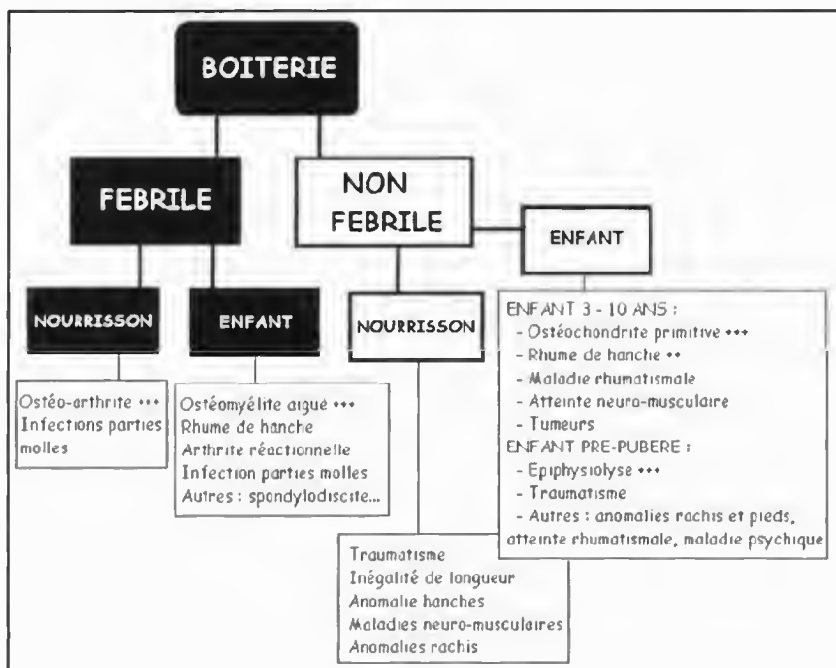 BOITERIE
FEBRILE
NON
FEBRILE
ENFANT
NOURRISSON
ENFANT
NOURRISSON
Ostéo-arthrite +++
Infections parties
molles
Ostéomyélite aiguë +++
Rhume de hanche
Arthrite réactionnelle
Infection parties molles
Autres : spondylodiscite...
ENFANT 3 - 10 ANS :
- Ostéochondrite primitive +++
- Rhume de hanche ++
- Maladie rhumatismale
- Atteinte neuro-musculaire
- Tumeurs
ENFANT PRE-PUBERE :
- Epiphysiolyse +++
- Traumatisme
- Autres : anomalies rachis et pieds,
atteinte rhumatismale, maladie psychique
Traumatisme
Inégalité de longueur
Anomalie hanches
Maladies neuro-musculaires
Anomalies rachis